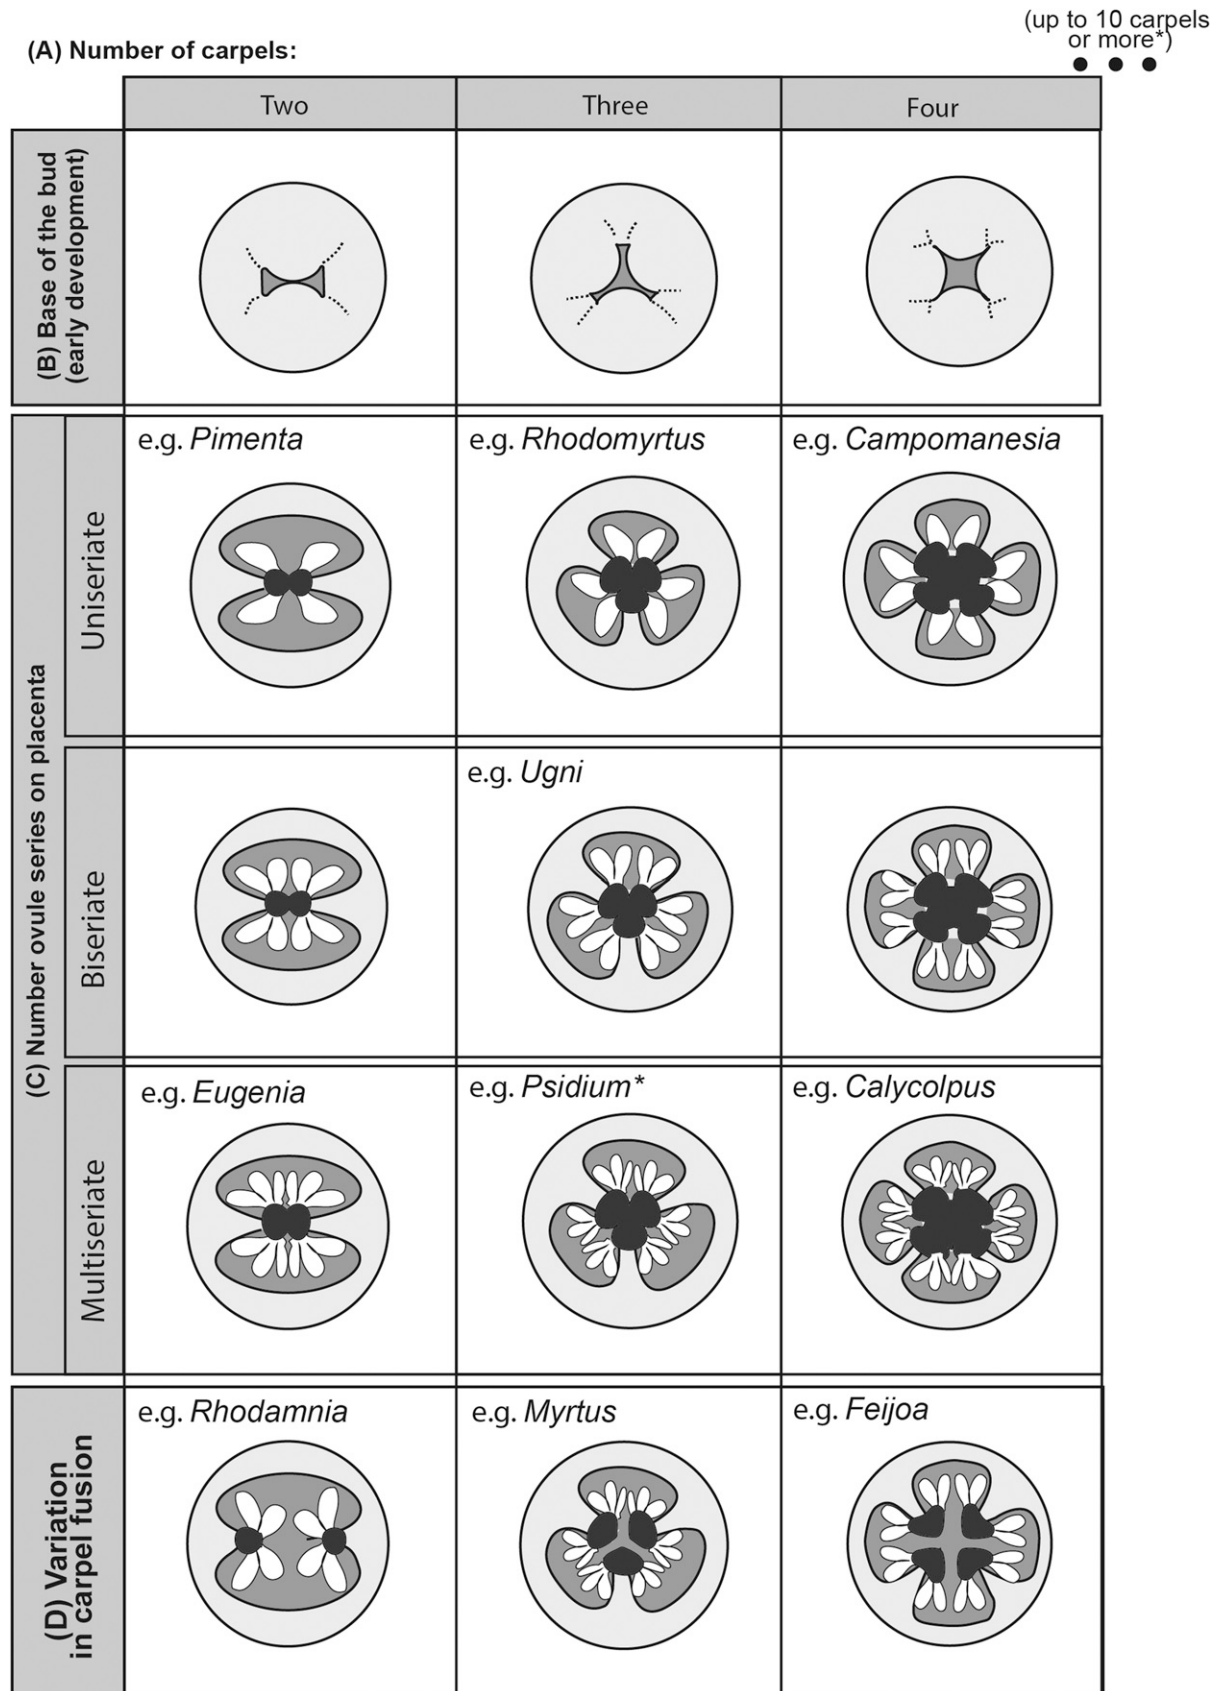 (up to 10 carpels
or more*)
(A) Number of carpels:
Two
Three
Four
(B) Base of the bud
(early development)
(C) Number ovule series on placenta
Uniseriate
e.g. Pimenta
e.g. Rhodomyrtus
e.g. Campomanesia
Biseriate
e.g. Ugni
Multiseriate
e.g. Eugenia
e.g. Psidium*
e.g. Calycolpus
(D) Variation
in carpel fusion
e.g. Rhodamnia
e.g. Myrtus
e.g. Feijoa